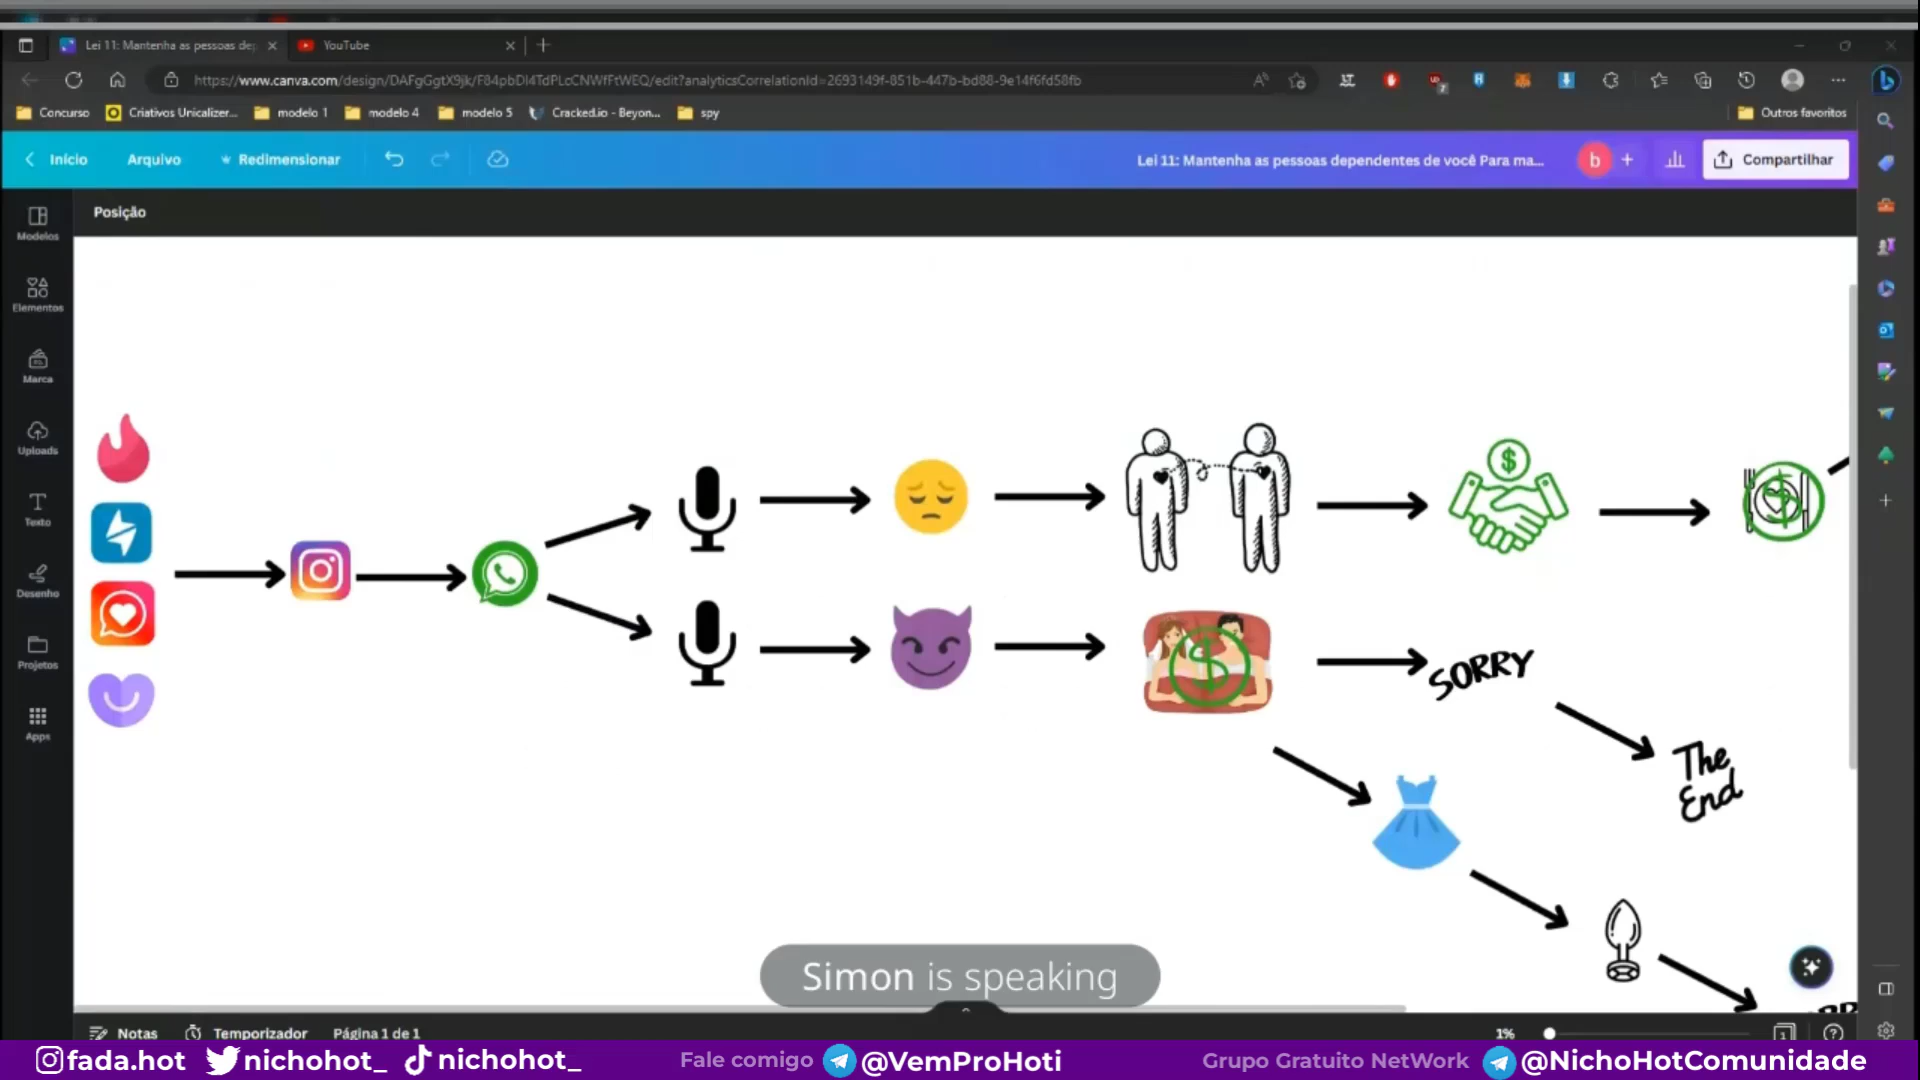 Lei 11: Mantenha as pessoas de
YouTube
https://www.canva.com/design/DAFgGgtX9jk/F84pbDl4TdPLcCNWfFtWEQ/edit?analyticsCorrelationId=2693149f-851b-447b-bd88-9e14f6fd58fb
Concurso
Criativos Unicalizer...
modelo 1
modelo 4
modelo 5
Cracked.io - Beyon...
spy
Outros favoritos
Início
Arquivo
Redimensionar
Lei 11: Mantenha as pessoas dependentes de você Para ma...
b
Compartilhar
Posição
Modelos
Elementos
Marca
Uploads
Texto
Desenho
Projetos
Apps
SORRY
The
End
Simon is speaking
Notas
Temporizador
Página 1 de 1
1%
1
fada.hot
nichohot_
nichohot_
Fale comigo
@VemProHoti
Grupo Gratuito NetWork
@NichoHotComunidade